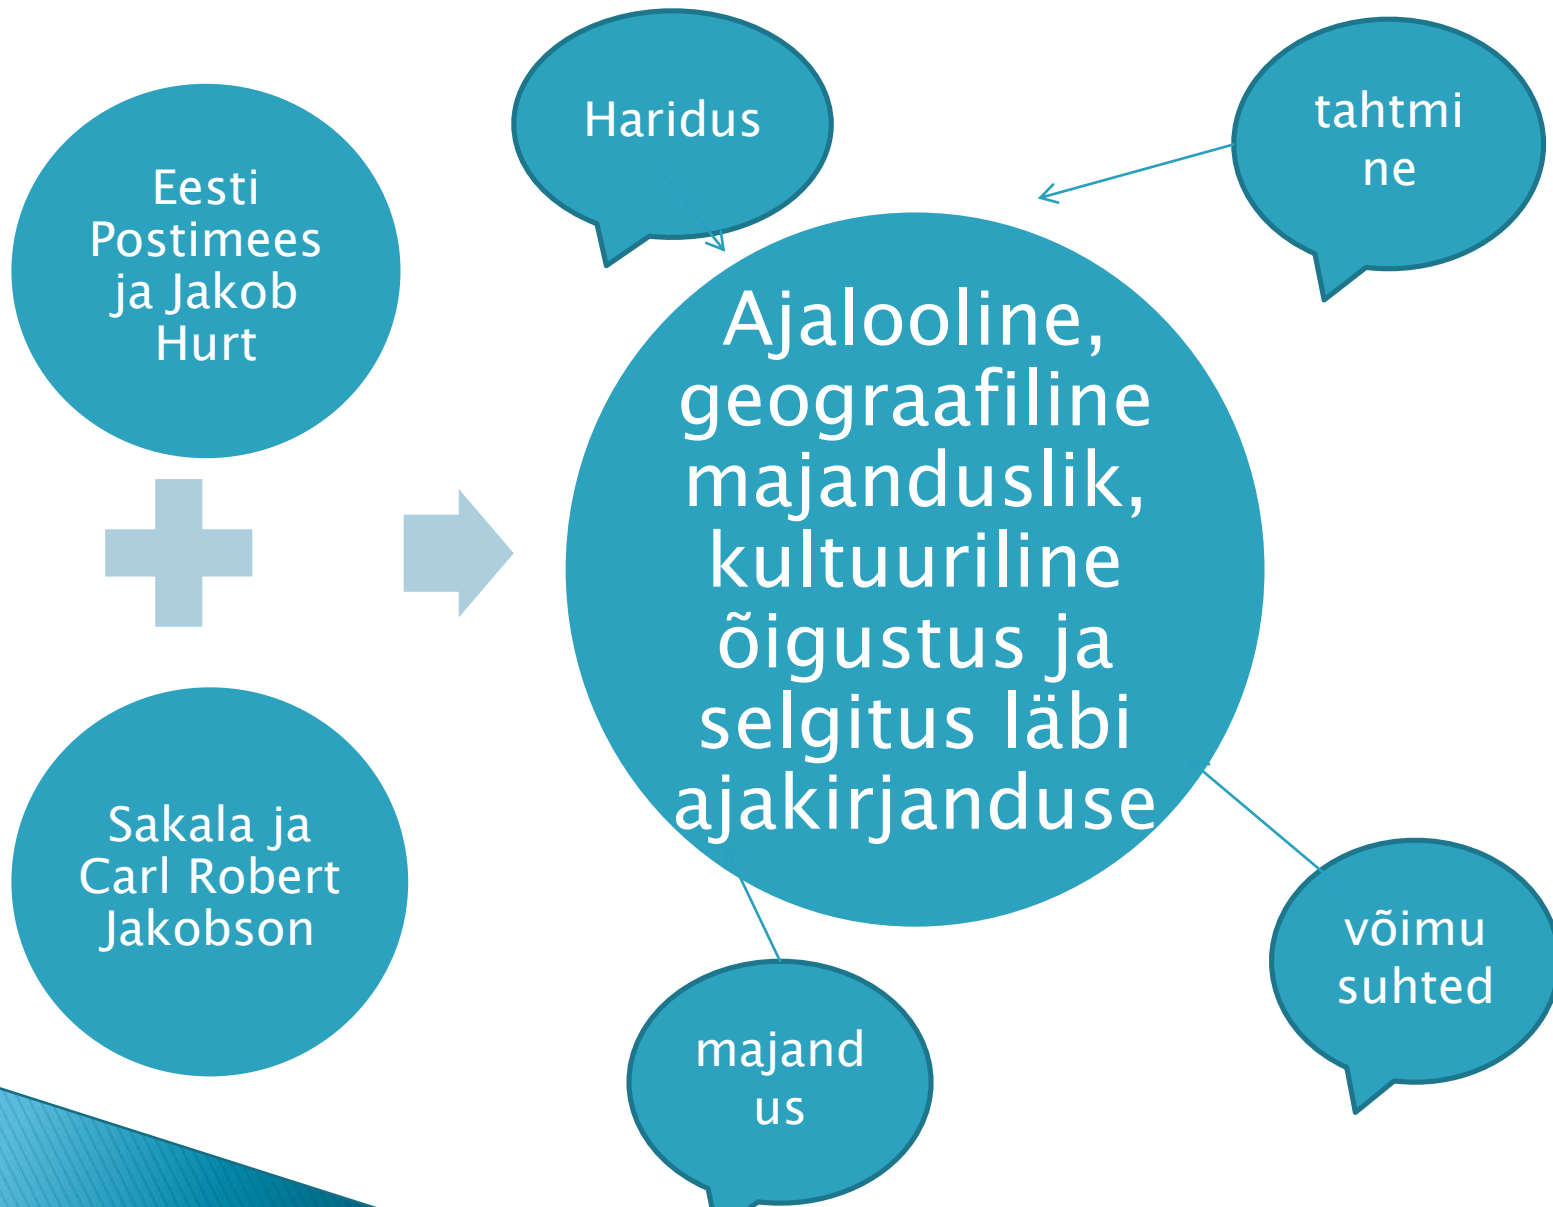 Eesti
Postimees
ja Jakob
Hurt
Sakala ja
Carl Robert
Jakobson
Haridus
tahtmi
ne
Ajalooline,
geograafiline
majanduslik,
kultuuriline
õigustus ja
selgitus läbi
ajakirjanduse
võimu
suhted
majand
us